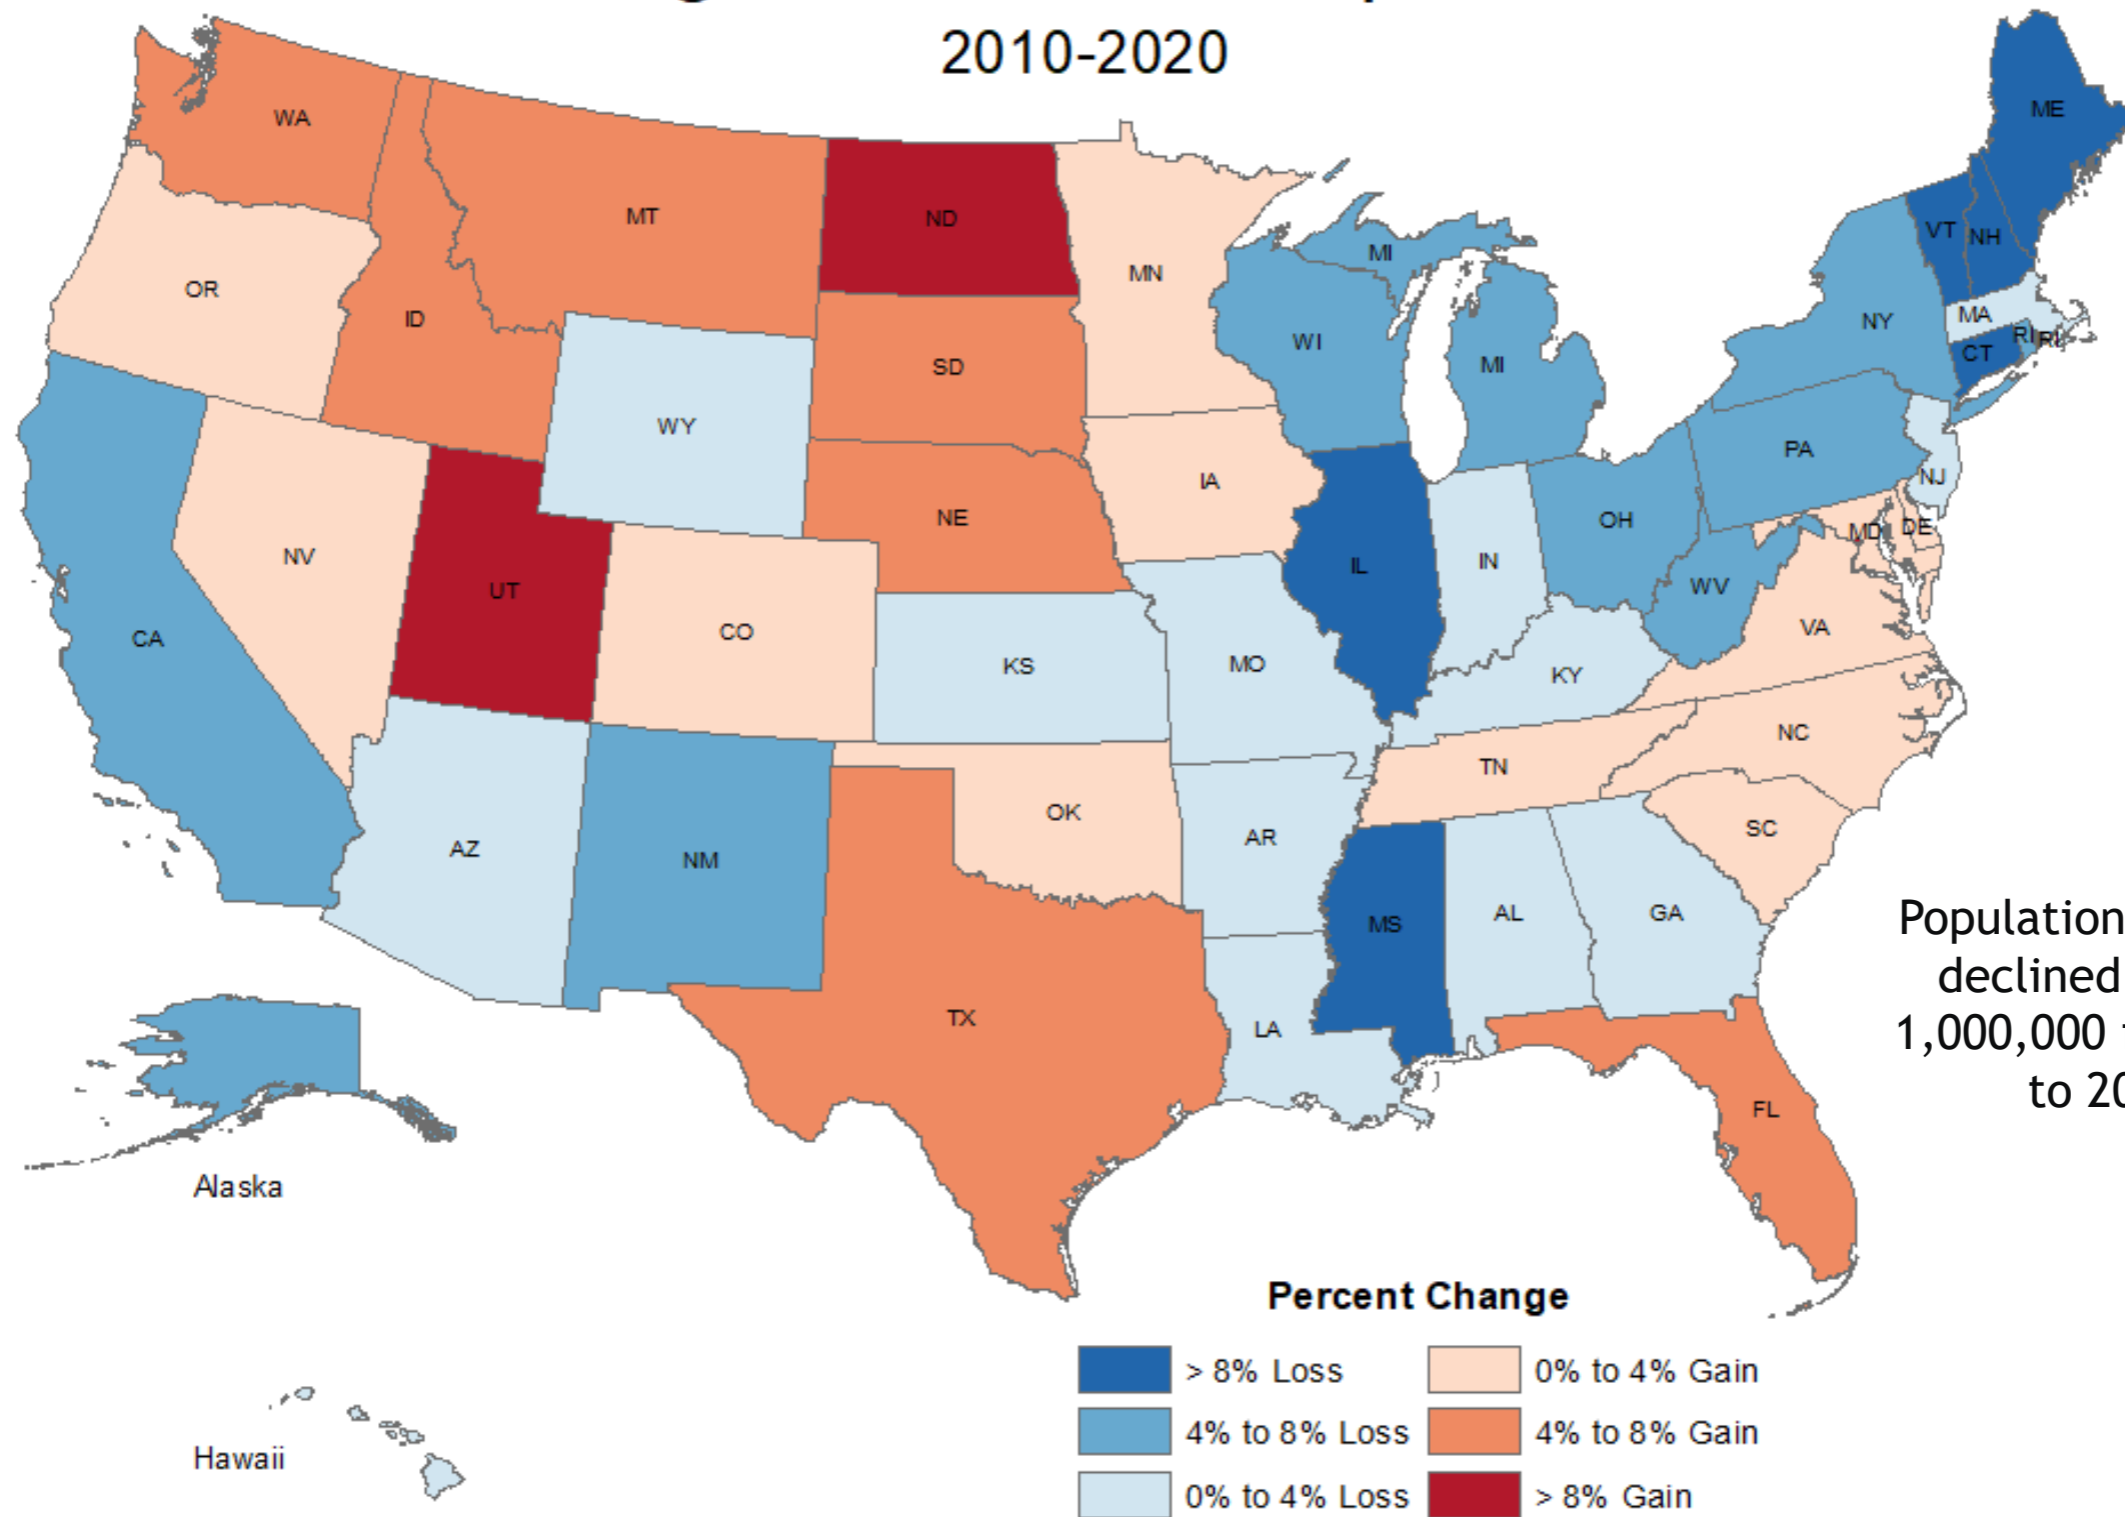 2010-2020
WA
ME
MT
ND
VT
NH
OR
MN
MI
ID
MA
NY
WI
RI
RI
CT
MI
SD
WY
PA
NJ
IA
NE
OH
MD
DE
NV
IL
IN
UT
WV
CO
VA
CA
KS
MO
KY
NC
TN
OK
SC
AR
AZ
NM
MS
AL
GA
Population
declined
1,000,000
to 20
TX
LA
FL
Alaska
Percent Change
> 8% Loss
0% to 4% Gain
4% to 8% Loss
4% to 8% Gain
Hawaii
0% to 4% Loss
> 8% Gain